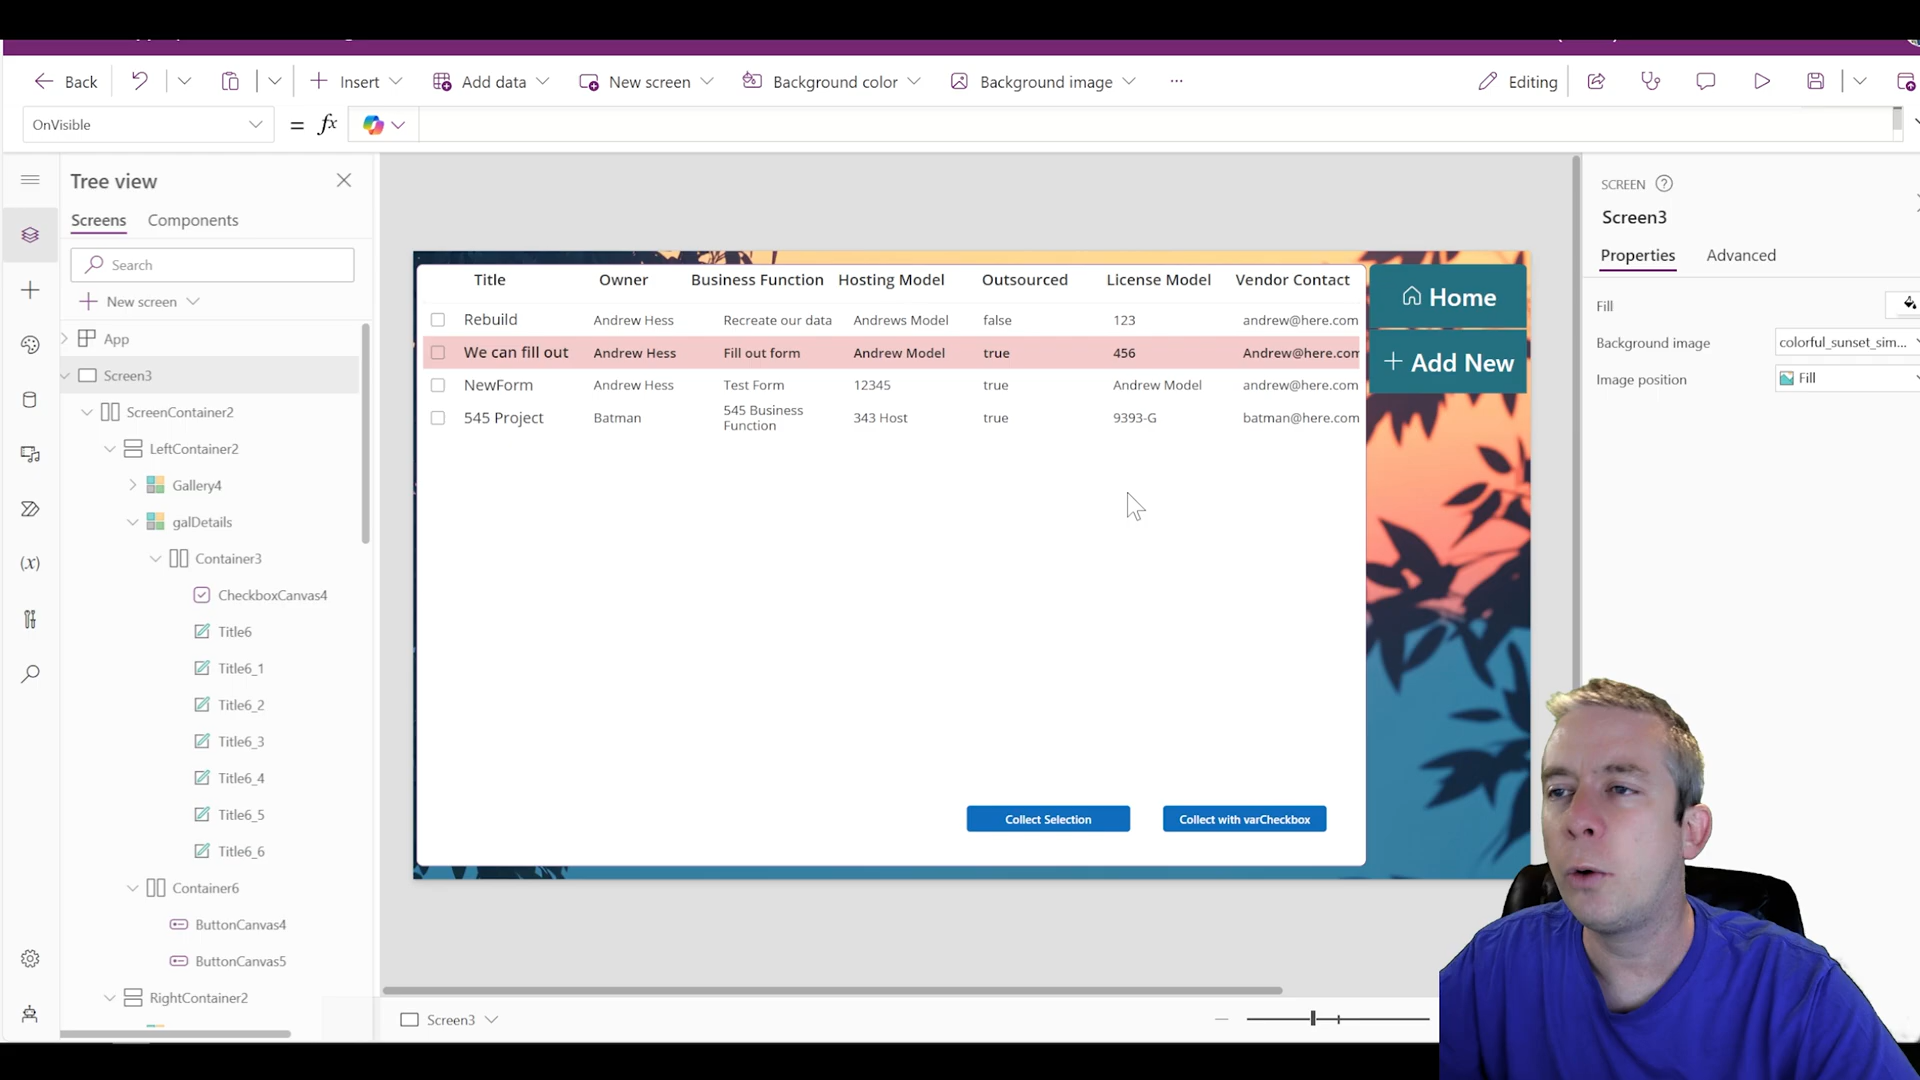 Back
Insert
Add data
New screen
Background color
Background image
...
Editing
OnVisible
= fx
Tree view
Screens
Components
Search
New screen
App
Screen3
ScreenContainer2
LeftContainer2
Gallery4
galDetails
Container3
CheckboxCanvas4
Title6
Title6_1
Title6_2
Title6_3
Title6_4
Title6_5
Title6_6
Container6
ButtonCanvas4
ButtonCanvas5
RightContainer2
(x)
Title Owner Business Function Hosting Model Outsourced License Model Vendor Contact
Rebuild Andrew Hess Recreate our data Andrews Model false 123 andrew@here.com
We can fill out Andrew Hess Fill out form Andrew Model true 456 Andrew@here.com
NewForm Andrew Hess Test Form 12345 true Andrew Model andrew@here.com
545 Project Batman 545 Business Function 343 Host true 9393-G batman@here.com
Collect Selection
Collect with varCheckbox
Home
Add New
Screen3
SCREEN
Screen3
Properties
Advanced
Fill
Background image
colorful_sunset_sim...
Image position
Fill